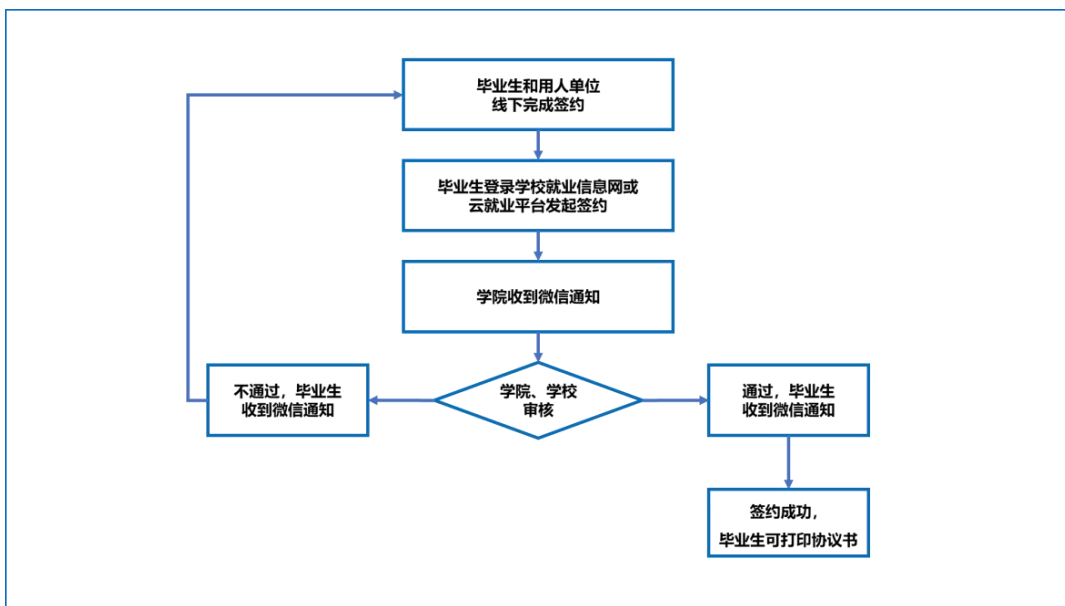 毕业生和用人单位
线下完成签约
毕业生登录学校就业信息网或
云就业平台发起签约
学院收到微信通知
不通过，毕业生
收到微信通知
学院、学校
审核
通过，毕业生
收到微信通知
签约成功，
毕业生可打印协议书